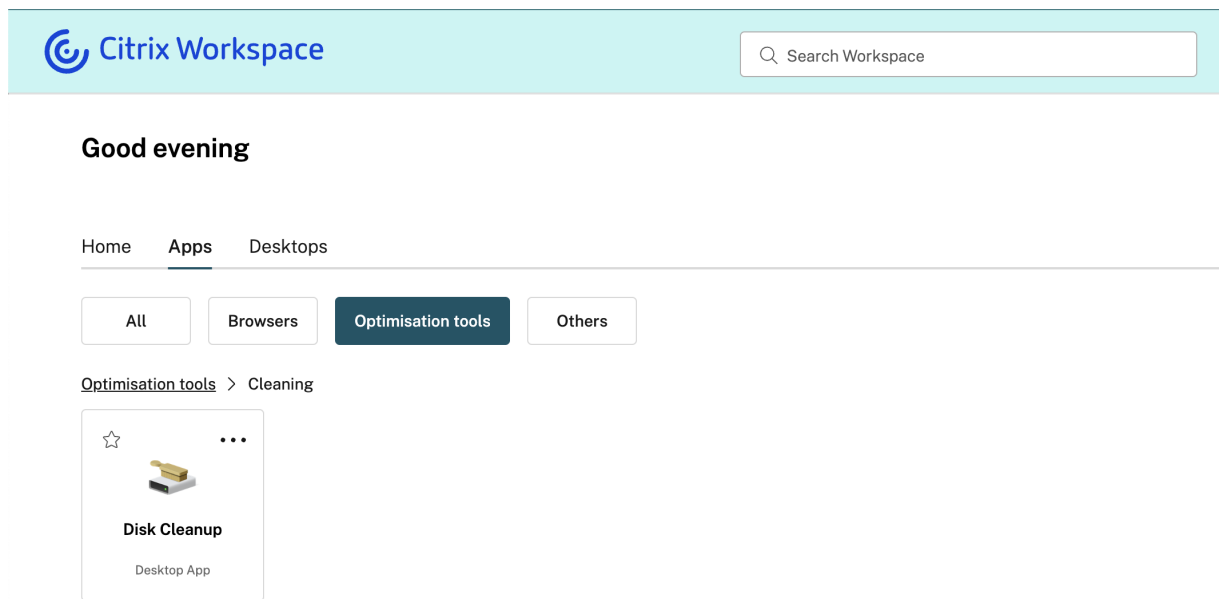 Citrix Workspace
Search Workspace
Good evening
Home Apps Desktops
All Browsers Optimisation tools Others
Optimisation tools > Cleaning
Disk Cleanup
Desktop App